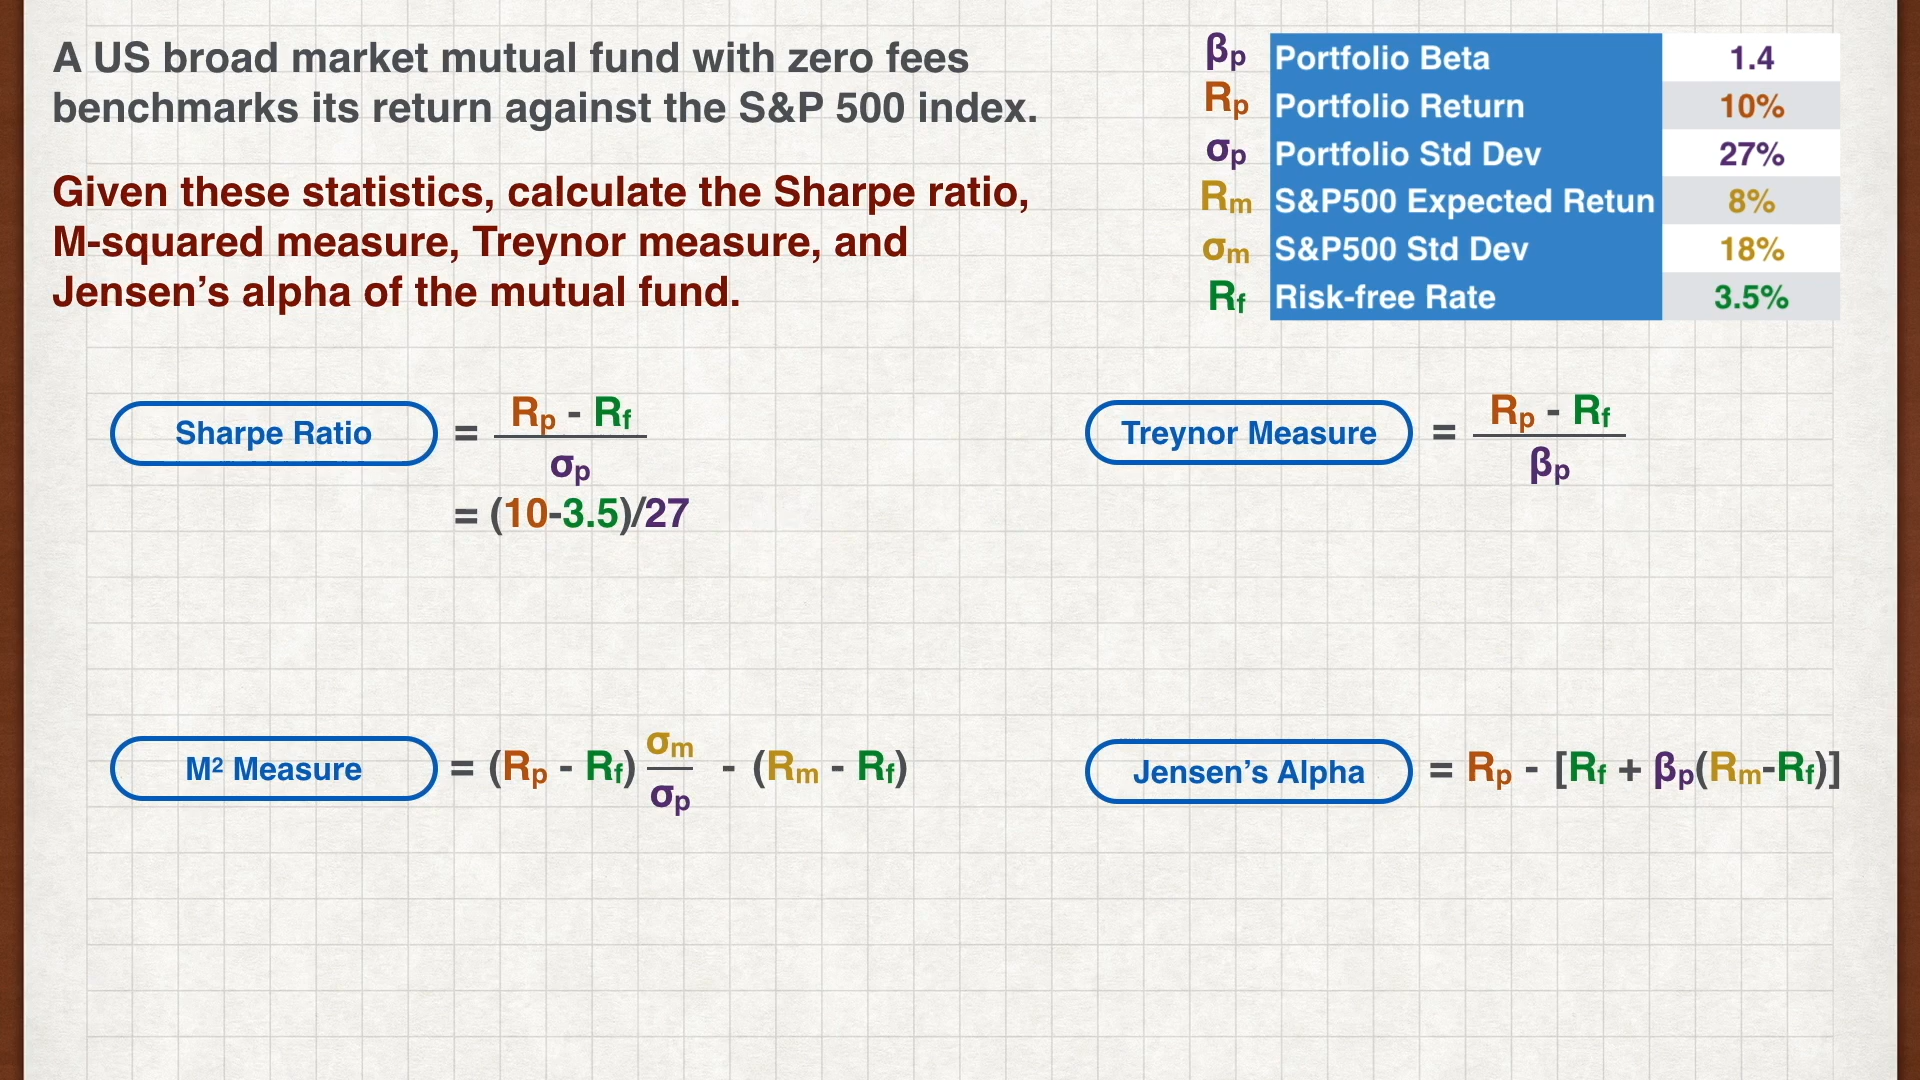 A US broad market mutual fund with zero fees
benchmarks its return against the S&P 500 index.
Given these statistics, calculate the Sharpe ratio,
M-squared measure, Treynor measure, and
Jensen’s alpha of the mutual fund.
βp Portfolio Beta 1.4
Rp Portfolio Return 10%
σp Portfolio Std Dev 27%
Rm S&P500 Expected Retun 8%
σm S&P500 Std Dev 18%
Rf Risk-free Rate 3.5%
Sharpe Ratio = Rp - Rf
σp
= (10-3.5)/27
Treynor Measure = Rp - Rf
βp
M² Measure = (Rp - Rf) σm - (Rm - Rf)
σp
Jensen’s Alpha = Rp - [Rf + βp(Rm-Rf)]